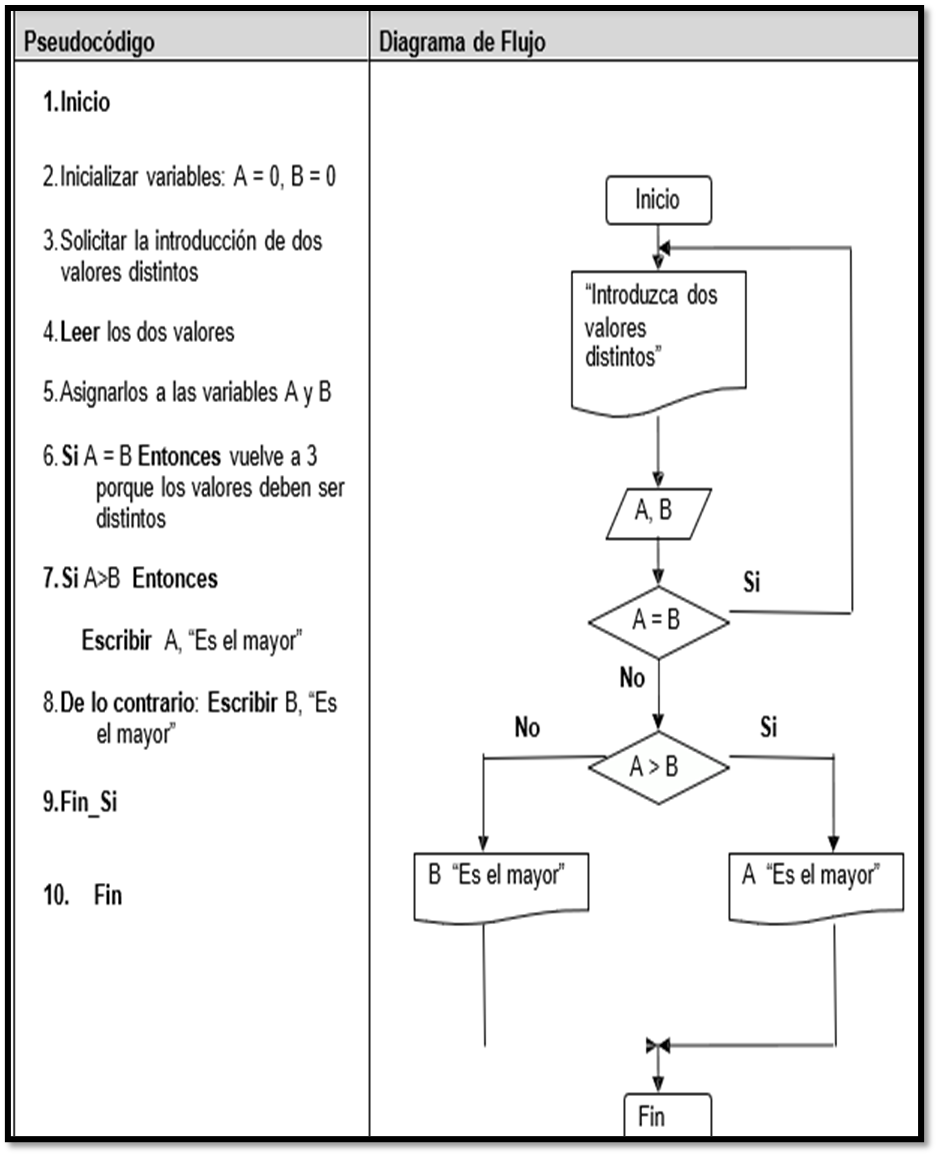 Pseudocódigo
1.Inicio
2.Inicializar variables: A = 0, B = 0
3.Solicitar la introducción de dos
valores distintos
4.Leer los dos valores
5.Asignarlos a las variables A y B
6.Si A = B Entonces vuelve a 3
porque los valores deben ser
distintos
7.Si A>B Entonces
Escribir A, “Es el mayor”
8.De lo contrario: Escribir B, “Es
el mayor”
9.Fin_Si
10. Fin
Diagrama de Flujo
Inicio
“Introduzca dos
valores
distintos”
A, B
A = B
Si
No
A > B
No
Si
B “Es el mayor”
A “Es el mayor”
Fin